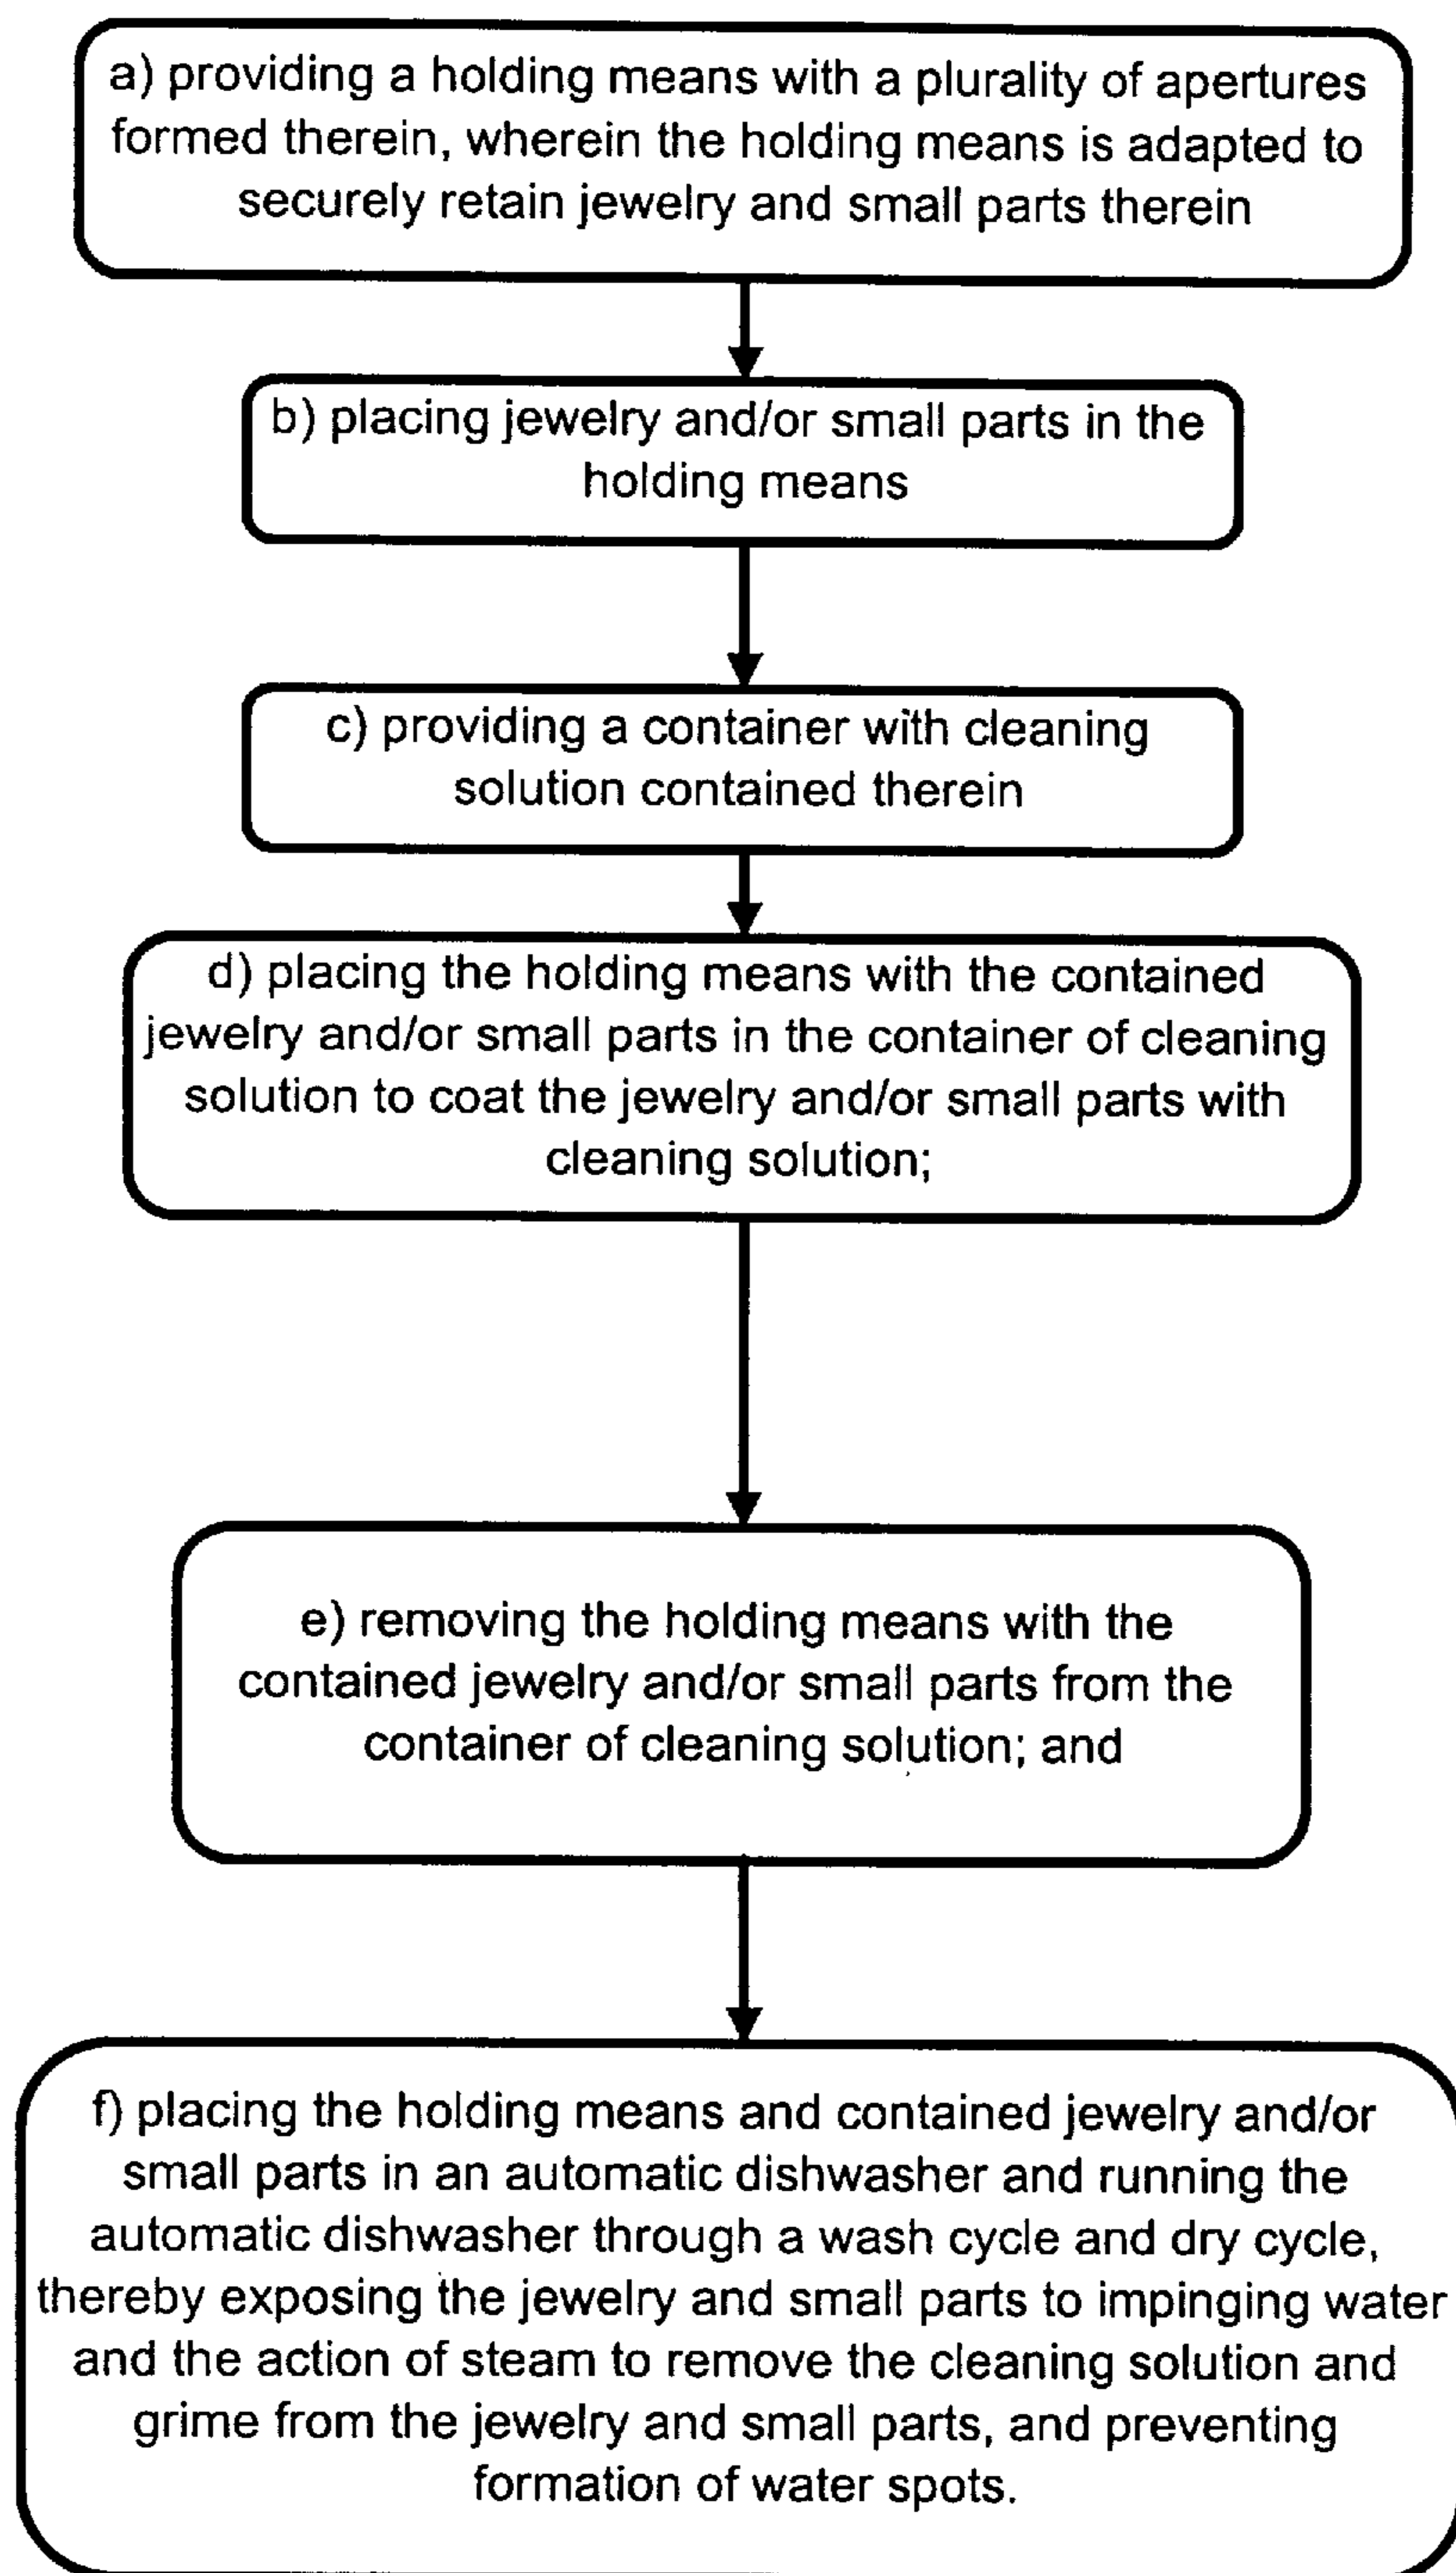 a) providing a holding means with a plurality of apertures
formed therein, wherein the holding means is adapted to
securely retain jewelry and small parts therein
b) placing jewelry and/or small parts in the
holding means
c) providing a container with cleaning
solution contained therein
d) placing the holding means with the contained
jewelry and/or small parts in the container of cleaning
solution to coat the jewelry and/or small parts with
cleaning solution;
e) removing the holding means with the
contained jewelry and/or small parts from the
container of cleaning solution; and
f) placing the holding means and contained jewelry and/or
small parts in an automatic dishwasher and running the
automatic dishwasher through a wash cycle and dry cycle,
thereby exposing the jewelry and small parts to impinging water
and the action of steam to remove the cleaning solution and
grime from the jewelry and small parts, and preventing
formation of water spots.